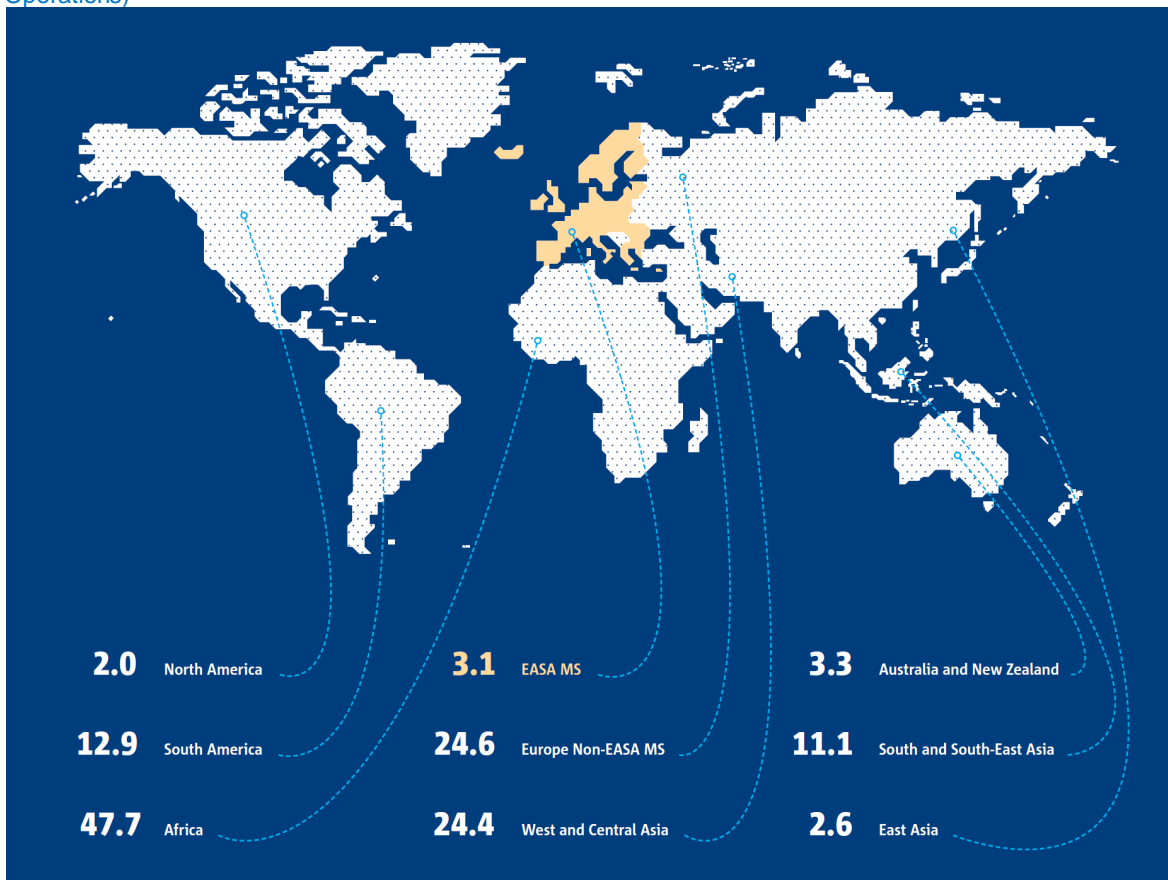 Operations)
2.0 North America
3.1 EASA MS
3.3 Australia and New Zealand
12.9 South America
24.6 Europe Non-EASA MS
11.1 South and South-East Asia
47.7 Africa
24.4 West and Central Asia
2.6 East Asia